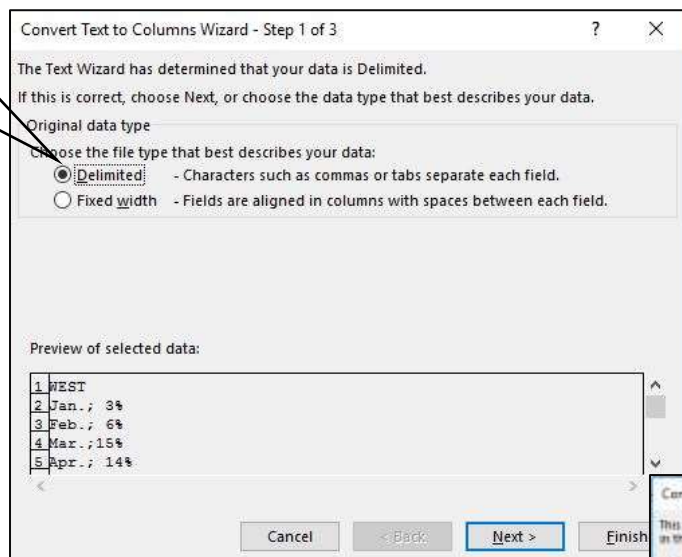 Convert Text to Columns Wizard - Step 1 of 3 ? ×
The Text Wizard has determined that your data is Delimited.
If this is correct, choose Next, or choose the data type that best describes your data.
Original data type
Choose the file type that best describes your data:
Delimited - Characters such as commas or tabs separate each field.
Fixed width - Fields are aligned in columns with spaces between each field.
Preview of selected data:
1 WEST
2 Jan.; 3%
3 Feb.; 6%
4 Mar.;15%
5 Apr.; 14%
Cancel < Back Next > Finish
This